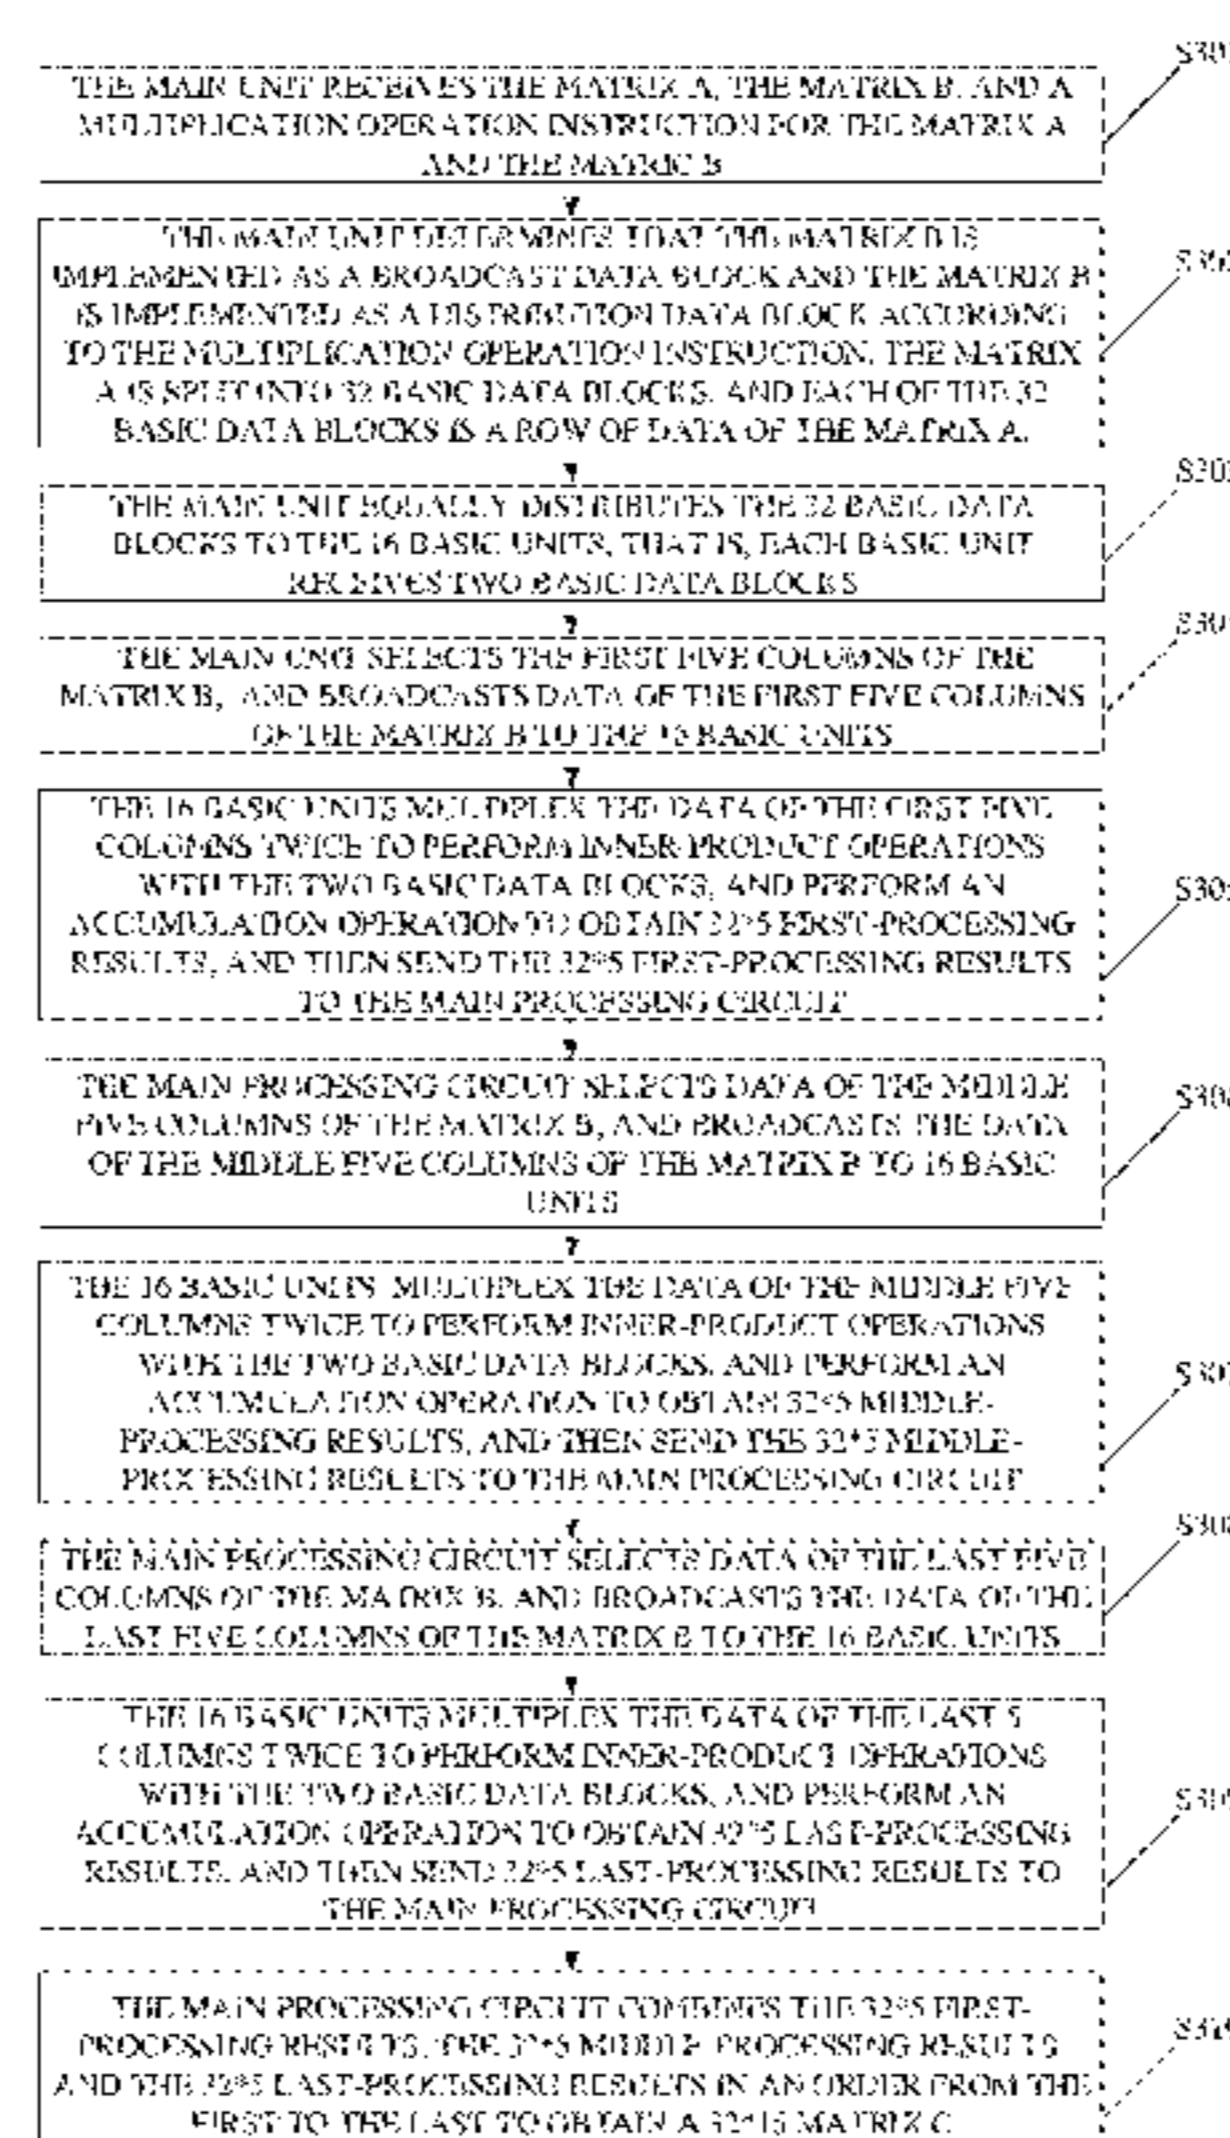 THE MAIN UNIT RECEIVES THE MATRIX A, THE MATRIX B, AND A
MULTIPLICATION OPERATION INSTRUCTION FOR THE MATRIX A
AND THE MATRIC B
THE MAIN UNIT DETERMINES THAT THE MATRIX B IS
IMPLEMENTED AS A BROADCAST DATA BLOCK AND THE MATRIX B
IS IMPLEMENTED AS A DISTRIBUTION DATA BLOCK ACCORDING
TO THE MULTIPLICATION OPERATION INSTRUCTION. THE MATRIX
A IS SPLIT INTO 32 BASIC DATA BLOCKS, AND EACH OF THE 32
BASIC DATA BLOCKS IS A ROW OF DATA OF THE MATRIX A.
THE MAIN UNIT EQUALLY DISTRIBUTES THE 32 BASIC DATA
BLOCKS TO THE 16 BASIC UNITS, THAT IS, EACH BASIC UNIT
RECEIVES TWO BASIC DATA BLOCKS
THE MAIN UNIT SELECTS THE FIRST FIVE COLUMNS OF THE
MATRIX B, AND BROADCASTS DATA OF THE FIRST FIVE COLUMNS
OF THE MATRIX B TO THE BASIC UNITS
THE 16 BASIC UNITS MULTIPLEX THE DATA OF THE FIRST FIVE
COLUMNS TWICE TO PERFORM INNER-PRODUCT OPERATIONS
WITH THE TWO BASIC DATA BLOCKS, AND PERFORM AN
ACCUMULATION OPERATION TO OBTAIN 32*5 FIRST-PROCESSING
RESULTS, AND THEN SEND THE 32*5 FIRST-PROCESSING RESULTS
TO THE MAIN PROCESSING CIRCUIT
THE MAIN PROCESSING CIRCUIT SELECTS DATA OF THE MIDDLE
FIVE COLUMNS OF THE MATRIX B, AND BROADCASTS THE DATA
OF THE MIDDLE FIVE COLUMNS OF THE MATRIX B TO 16 BASIC
UNITS
THE 16 BASIC UNITS MULTIPLEX THE DATA OF THE MIDDLE FIVE
COLUMNS TWICE TO PERFORM INNER-PRODUCT OPERATIONS
WITH THE TWO BASIC DATA BLOCKS, AND PERFORM AN
ACCUMULATION OPERATION TO OBTAIN 32*5 MIDDLE-
PROCESSING RESULTS, AND THEN SEND THE 32*5 MIDDLE-
PROCESSING RESULTS TO THE MAIN PROCESSING CIRCUIT
THE MAIN PROCESSING CIRCUIT SELECTS DATA OF THE LAST FIVE
COLUMNS OF THE MATRIX B, AND BROADCASTS THE DATA OF THE
LAST FIVE COLUMNS OF THE MATRIX B TO THE 16 BASIC UNITS
THE 16 BASIC UNITS MULTIPLEX THE DATA OF THE LAST 5
COLUMNS TWICE TO PERFORM INNER-PRODUCT OPERATIONS
WITH THE TWO BASIC DATA BLOCKS, AND PERFORM AN
ACCUMULATION OPERATION TO OBTAIN 32*5 LAST-PROCESSING
RESULTS, AND THEN SEND 32*5 LAST-PROCESSING RESULTS TO
THE MAIN PROCESSING CIRCUIT
THE MAIN PROCESSING CIRCUIT COMBINES THE 32*5 FIRST-
PROCESSING RESULTS, THE 32*5 MIDDLE-PROCESSING RESULTS
AND THE 32*5 LAST-PROCESSING RESULTS IN AN ORDER FROM THE
FIRST TO THE LAST TO OBTAIN A 32*15 MATRIX C